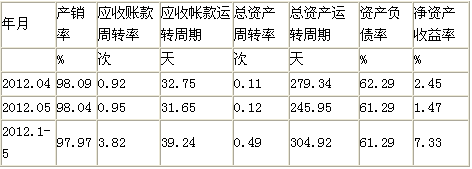 年月 产销率 应收账款周转率 应收帐款运转周期 总资产周转率 总资产运转周期 资产负债率 净资产收益率
% 次 天 次 天 % %
2012.04 98.09 0.92 32.75 0.11 279.34 62.29 2.45
2012.05 98.04 0.95 31.65 0.12 245.95 61.29 1.47
2012.1-5 97.97 3.82 39.24 0.49 304.92 61.29 7.33